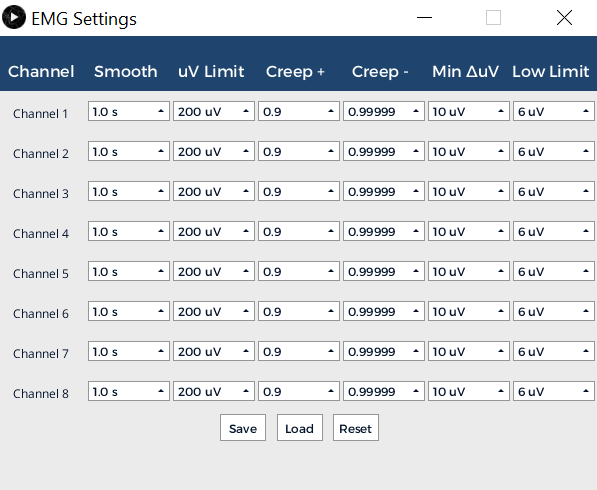 EMG Settings
Channel Smooth uV Limit Creep + Creep - Min ΔuV Low Limit
Channel 1 1.0 s 200 uV 0.9 0.99999 10 uV 6 uV
Channel 2 1.0 s 200 uV 0.9 0.99999 10 uV 6 uV
Channel 3 1.0 s 200 uV 0.9 0.99999 10 uV 6 uV
Channel 4 1.0 s 200 uV 0.9 0.99999 10 uV 6 uV
Channel 5 1.0 s 200 uV 0.9 0.99999 10 uV 6 uV
Channel 6 1.0 s 200 uV 0.9 0.99999 10 uV 6 uV
Channel 7 1.0 s 200 uV 0.9 0.99999 10 uV 6 uV
Channel 8 1.0 s 200 uV 0.9 0.99999 10 uV 6 uV
Save Load Reset